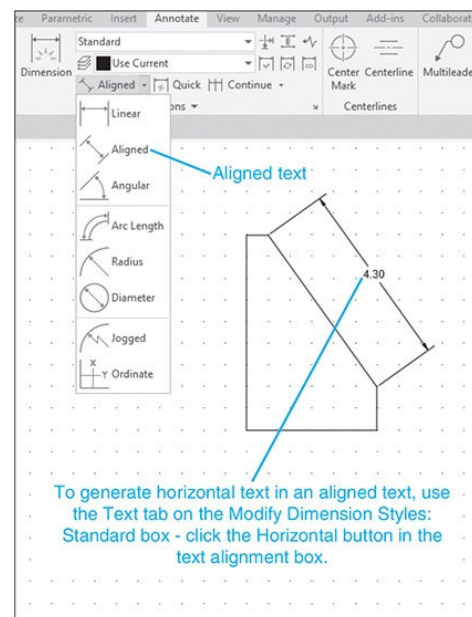 Parametric Insert Annotate View Manage Output Add-ins Collaborat
Standard
Use Current
Dimension
Aligned Quick Continue
Center Mark
Centerline
Multileade
Centerlines
Linear
Aligned
Angular
Arc Length
Radius
Diameter
Jogged
X
Y Ordinate
Aligned text
4.30
To generate horizontal text in an aligned text, use
the Text tab on the Modify Dimension Styles:
Standard box - click the Horizontal button in the
text alignment box.